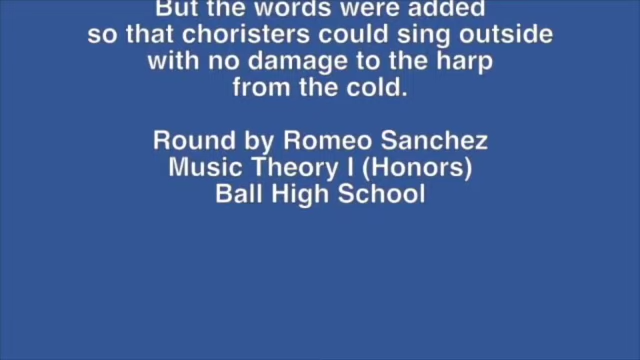 But the words were added
so that choristers could sing outside
with no damage to the harp
from the cold.
Round by Romeo Sanchez
Music Theory I (Honors)
Ball High School